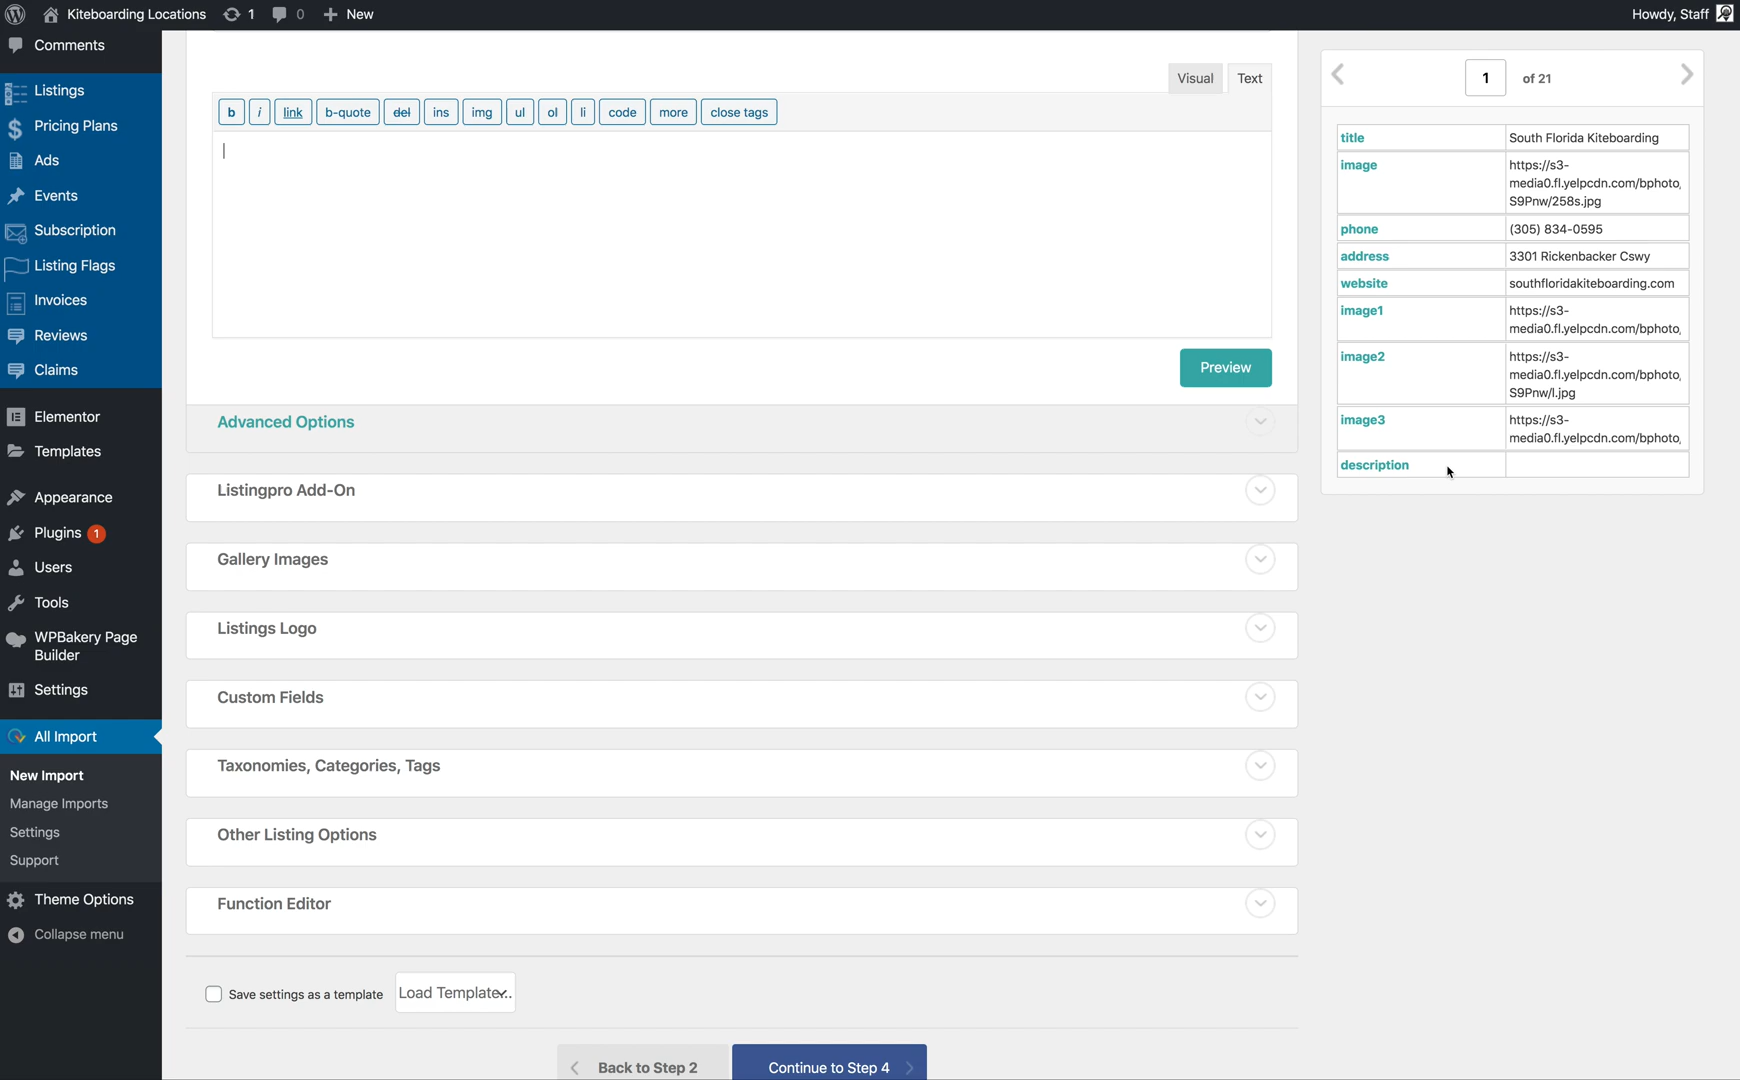 Kiteboarding Locations 1 0 New
Howdy, Staff
Comments
Listings
Pricing Plans
Ads
Events
Subscription
Listing Flags
Invoices
Reviews
Claims
Elementor
Templates
Appearance
Plugins 1
Users
Tools
WPBakery Page
Builder
Settings
All Import
New Import
Manage Imports
Settings
Support
Theme Options
Collapse menu
Visual Text
b i link b-quote del ins img ul ol li code more close tags
Preview
Advanced Options
Listingpro Add-On
Gallery Images
Listings Logo
Custom Fields
Taxonomies, Categories, Tags
Other Listing Options
Function Editor
Save settings as a template Load Template...
Back to Step 2 Continue to Step 4
1 of 21
title South Florida Kiteboarding
image https://s3-
media0.fl.yelpcdn.com/bphoto,
S9Pnw/258s.jpg
phone (305) 834-0595
address 3301 Rickenbacker Cswy
website southfloridakiteboarding.com
image1 https://s3-
media0.fl.yelpcdn.com/bphoto,
image2 https://s3-
media0.fl.yelpcdn.com/bphoto,
S9Pnw/l.jpg
image3 https://s3-
media0.fl.yelpcdn.com/bphoto,
description